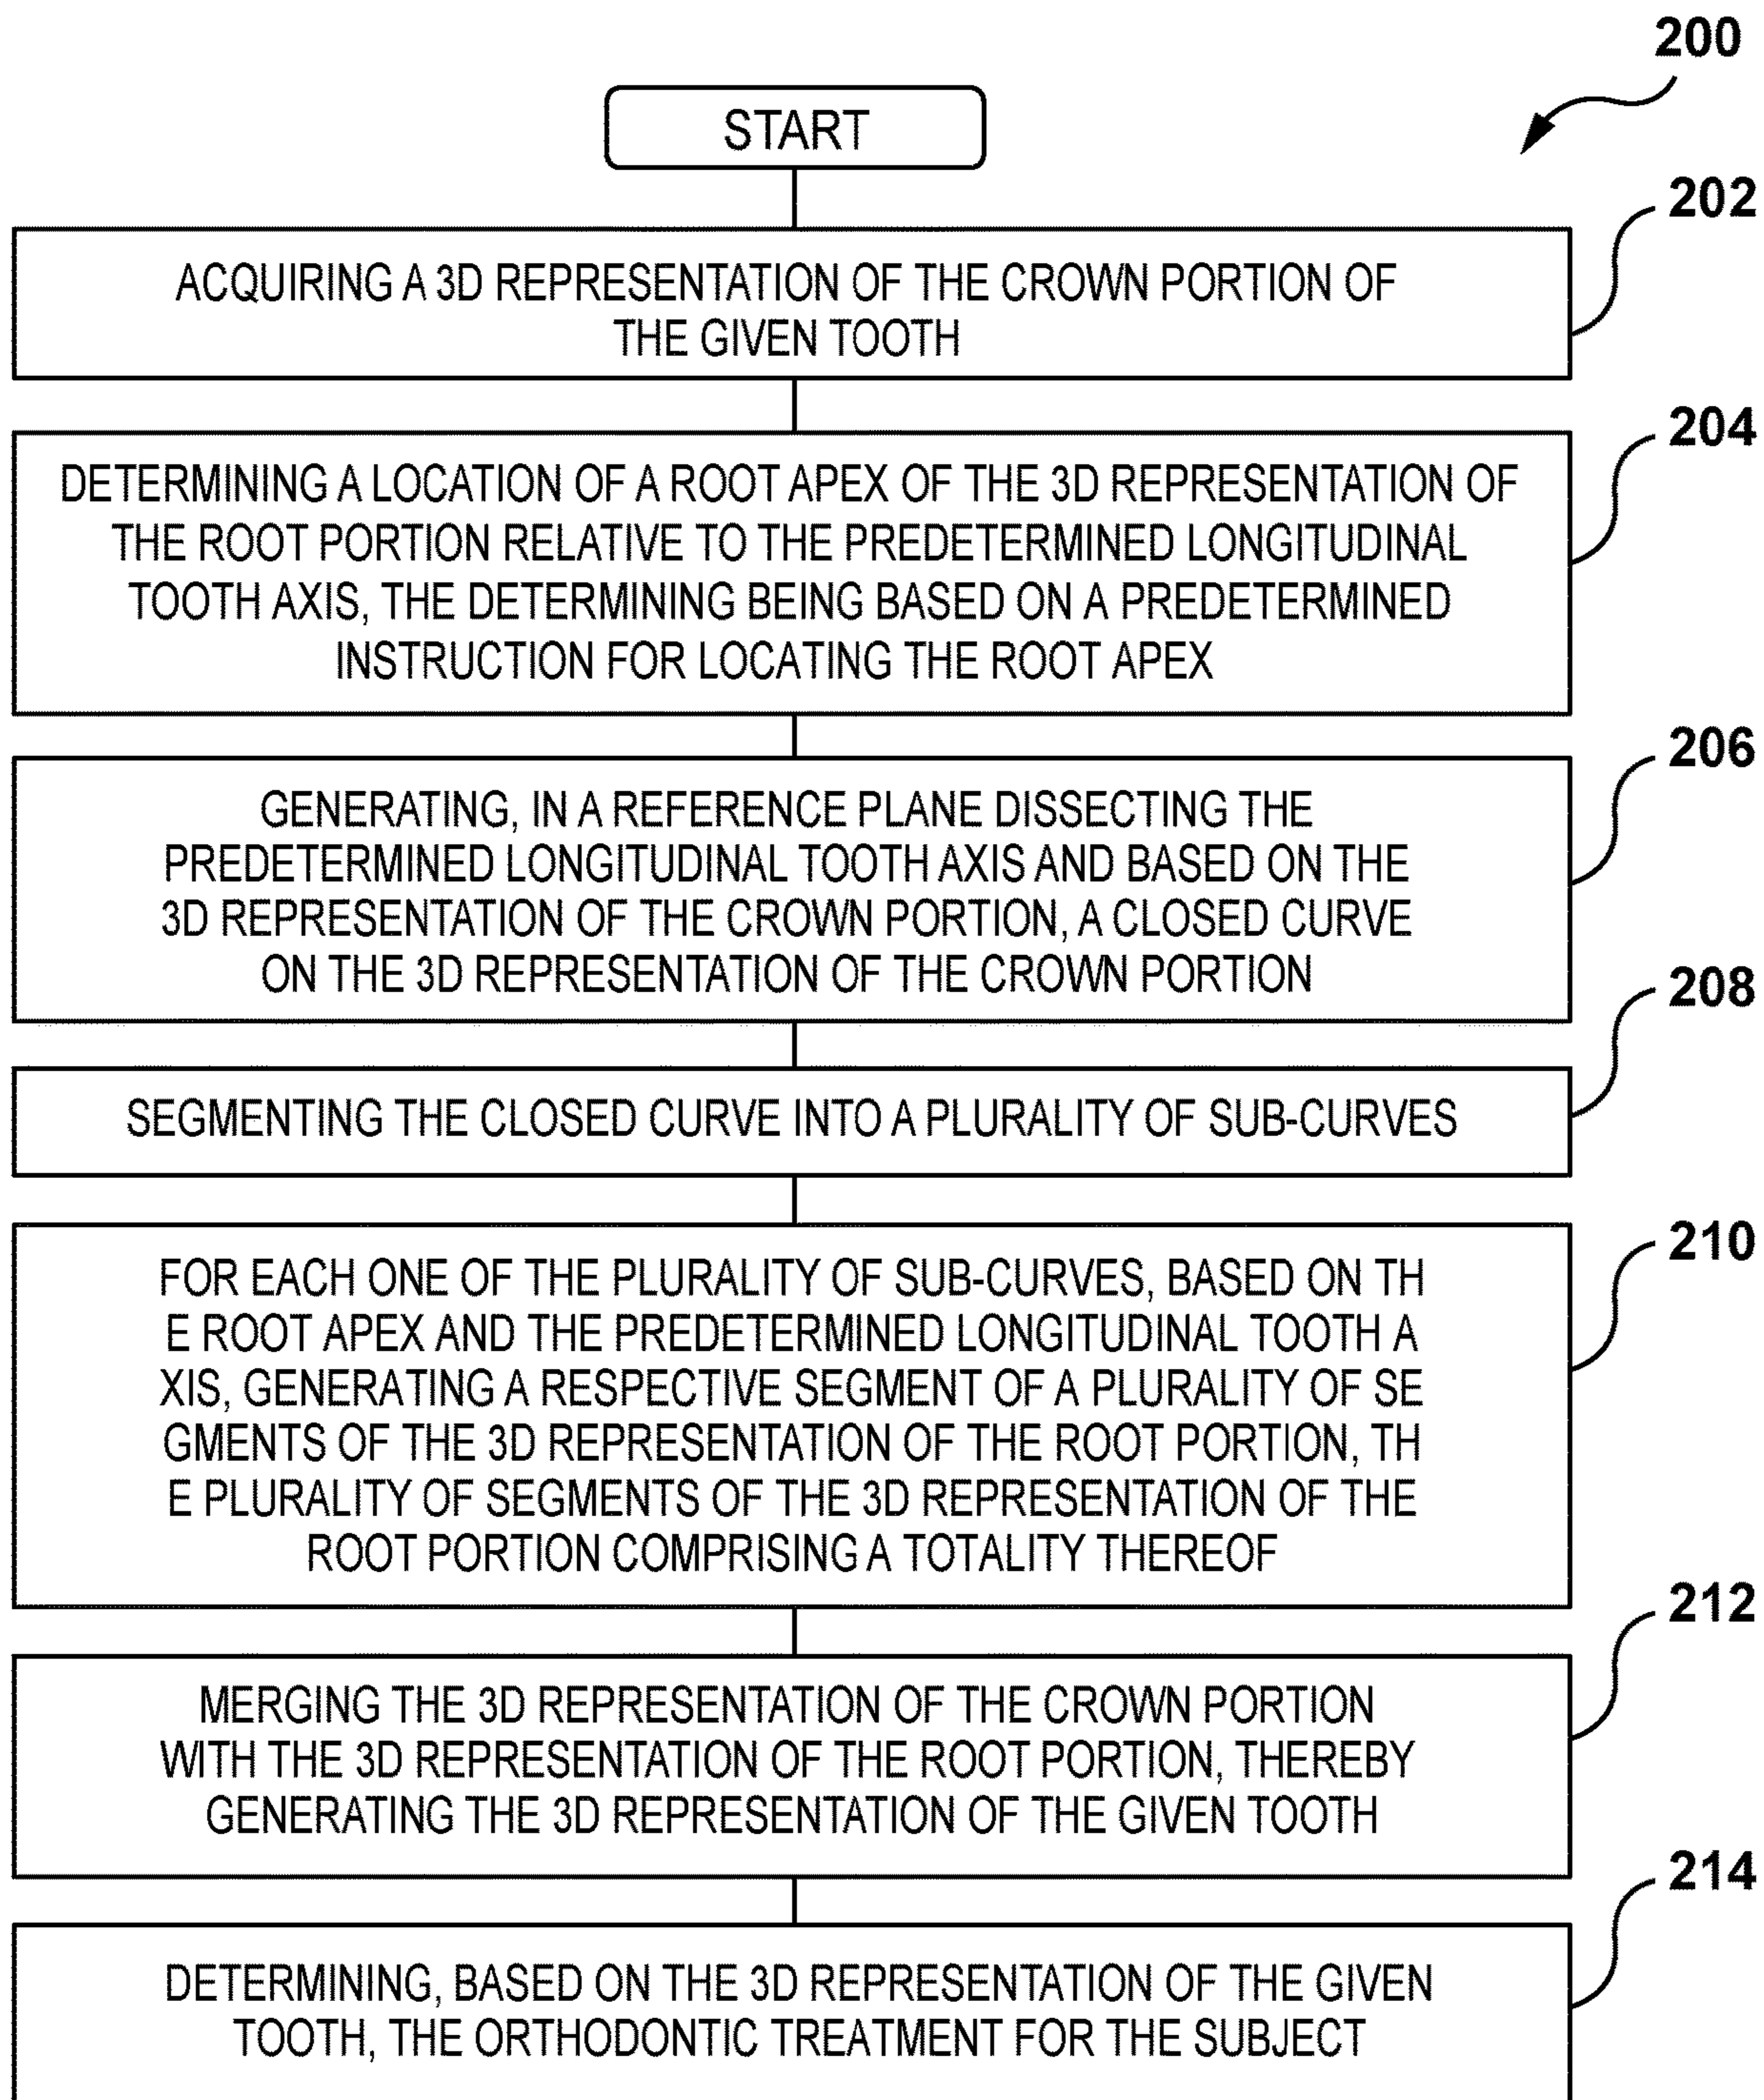 200
START
202
ACQUIRING A 3D REPRESENTATION OF THE CROWN PORTION OF
THE GIVEN TOOTH
204
DETERMINING A LOCATION OF A ROOT APEX OF THE 3D REPRESENTATION OF
THE ROOT PORTION RELATIVE TO THE PREDETERMINED LONGITUDINAL
TOOTH AXIS, THE DETERMINING BEING BASED ON A PREDETERMINED
INSTRUCTION FOR LOCATING THE ROOT APEX
206
GENERATING, IN A REFERENCE PLANE DISSECTING THE
PREDETERMINED LONGITUDINAL TOOTH AXIS AND BASED ON THE
3D REPRESENTATION OF THE CROWN PORTION, A CLOSED CURVE
ON THE 3D REPRESENTATION OF THE CROWN PORTION
208
SEGMENTING THE CLOSED CURVE INTO A PLURALITY OF SUB-CURVES
210
FOR EACH ONE OF THE PLURALITY OF SUB-CURVES, BASED ON TH
E ROOT APEX AND THE PREDETERMINED LONGITUDINAL TOOTH A
XIS, GENERATING A RESPECTIVE SEGMENT OF A PLURALITY OF SE
GMENTS OF THE 3D REPRESENTATION OF THE ROOT PORTION, TH
E PLURALITY OF SEGMENTS OF THE 3D REPRESENTATION OF THE
ROOT PORTION COMPRISING A TOTALITY THEREOF
212
MERGING THE 3D REPRESENTATION OF THE CROWN PORTION
WITH THE 3D REPRESENTATION OF THE ROOT PORTION, THEREBY
GENERATING THE 3D REPRESENTATION OF THE GIVEN TOOTH
214
DETERMINING, BASED ON THE 3D REPRESENTATION OF THE GIVEN
TOOTH, THE ORTHODONTIC TREATMENT FOR THE SUBJECT